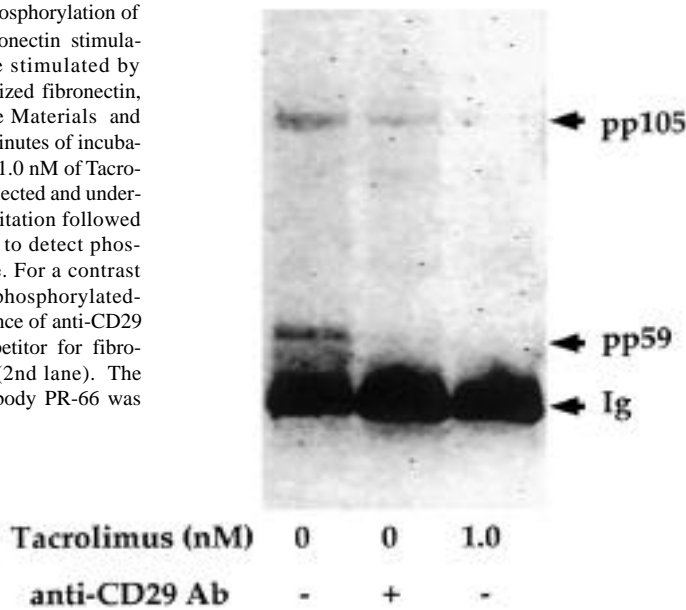 osphorylation of
onectin stimula-
e stimulated by
ized fibronectin,
e Materials and
inutes of incuba-
1.0 nM of Tacro-
ected and under-
itation followed
to detect phos-
e. For a contrast
phosphorylated-
nce of anti-CD29
petitor for fibro-
(2nd lane). The
body PR-66 was
pp105
pp59
Ig
Tacrolimus (nM) 0 0 1.0
anti-CD29 Ab - + -